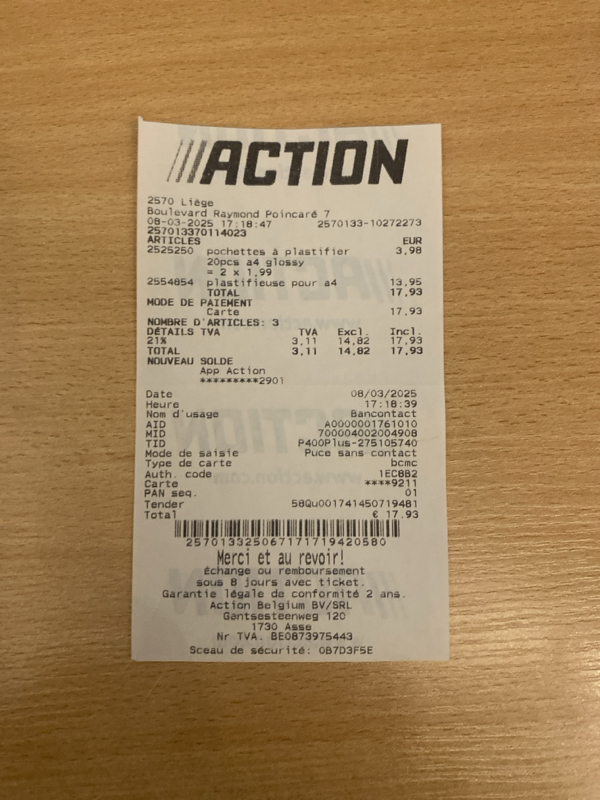 ACTION
2570 Liège
Boulevard Raymond Poincaré 7
08-03-2025 17:18:47 2570133-10272273
257013370114023
ARTICLES EUR
2525250 pochettes à plastifier 3,98
20pcs a4 glossy
= 2 x 1,99
2554854 plastifieuse pour a4 13,95
TOTAL 17,93
MODE DE PAIEMENT
Carte 17,93
NOMBRE D'ARTICLES: 3
DÉTAILS TVA TVA Excl. Incl.
21% 3,11 14,82 17,93
TOTAL 3,11 14,82 17,93
NOUVEAU SOLDE
App Action
*********2901
Date 08/03/2025
Heure 17:18:39
Nom d'usage Bancontact
AID A0000001761010
MID 700004002004908
TID P400Plus-275105740
Mode de saisie Puce sans contact
Type de carte bcmc
Auth. code 1EC8B2
Carte ****9211
PAN seq. 01
Tender 58Qu001741450719481
Total € 17.93
2570133250671717194205​80
Merci et au revoir!
Échange ou remboursement
sous 8 jours avec ticket.
Garantie légale de conformité 2 ans.
Action Belgium BV/SRL
Gentsesteenweg 120
1730 Asse
Nr TVA. BE0873975443
Sceau de sécurité: 0B7D3F5E